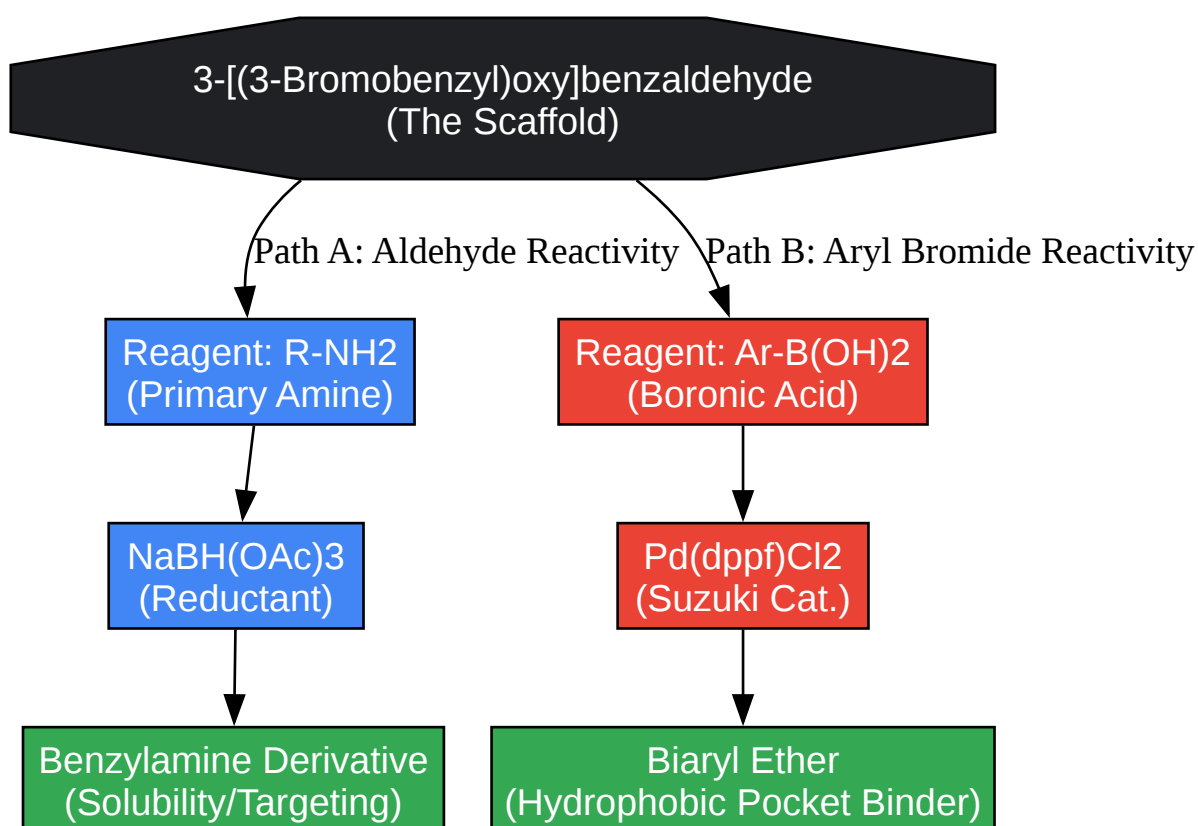 3-[(3-Bromobenzyl)oxy]benzaldehyde
(The Scaffold)
Path A: Aldehyde Reactivity
Path B: Aryl Bromide Reactivity
Reagent: R-NH2
(Primary Amine)
Reagent: Ar-B(OH)2
(Boronic Acid)
NaBH(OAc)3
(Reductant)
Pd(dppf)Cl2
(Suzuki Cat.)
Benzylamine Derivative
(Solubility/Targeting)
Biaryl Ether
(Hydrophobic Pocket Binder)